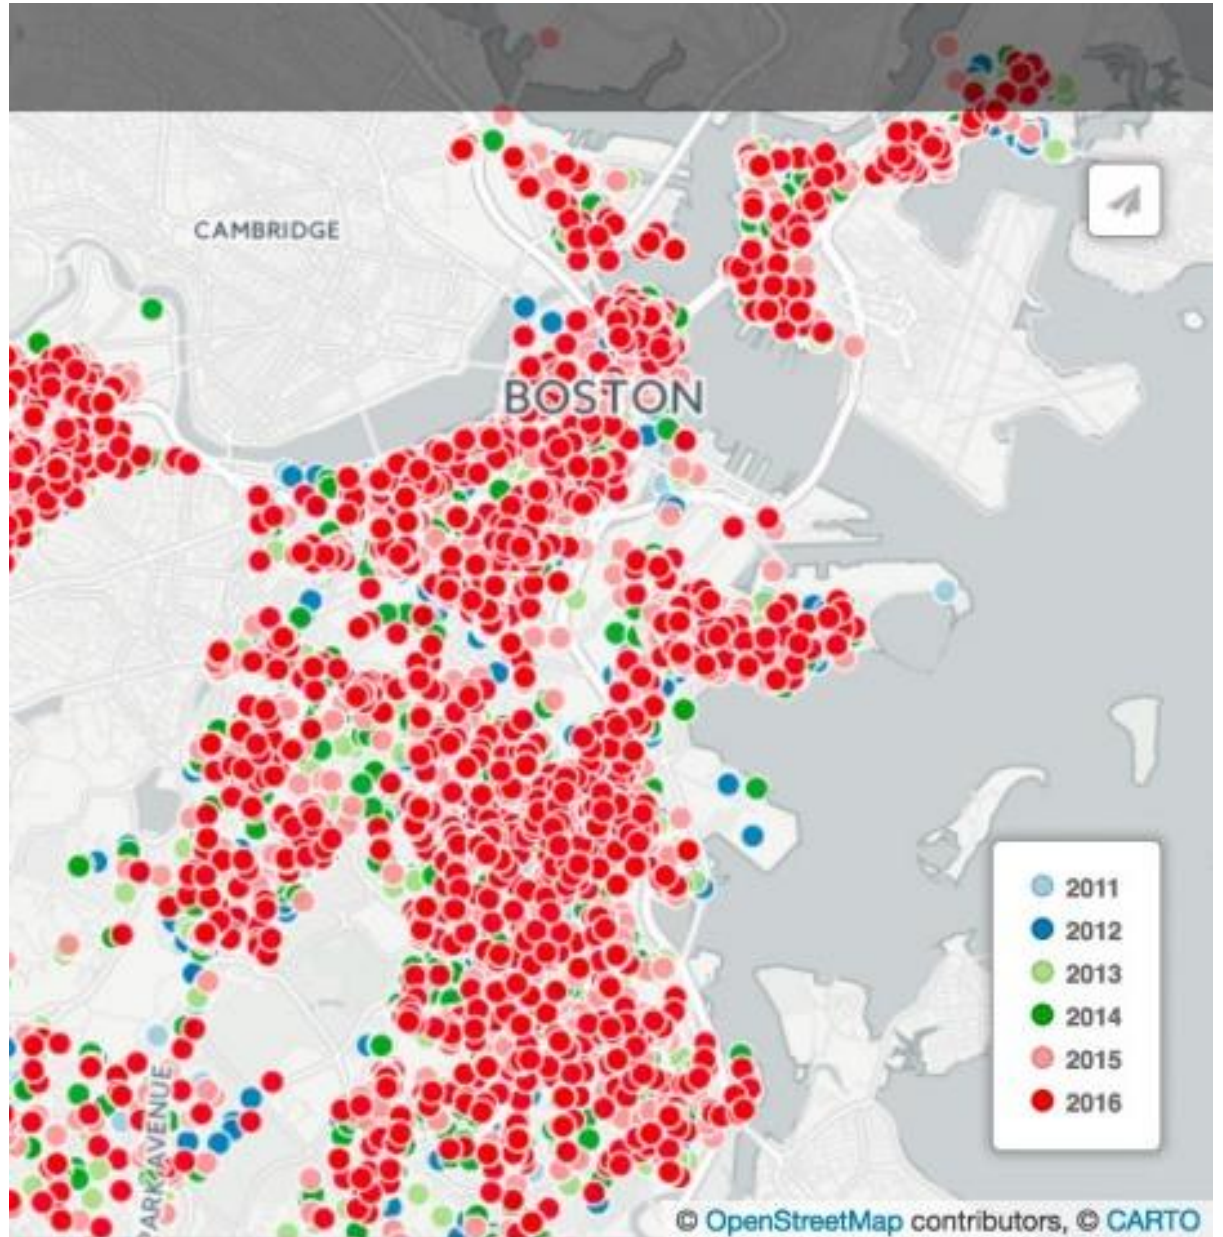 CAMBRIDGE
BOSTON
2011
2012
2013
2014
2015
2016
PARK AVENUE
© OpenStreetMap contributors, © CARTO